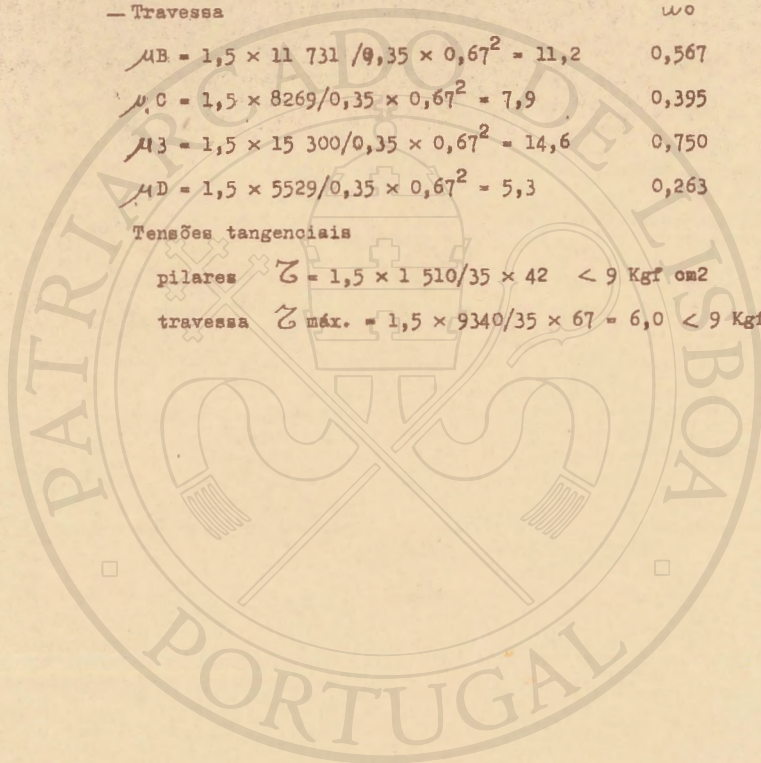 — Travessa ωo
μB = 1,5 × 11 731 /0,35 × 0,67² = 11,2 0,567
μC = 1,5 × 8269/0,35 × 0,67² = 7,9 0,395
μ3 = 1,5 × 15 300/0,35 × 0,67² = 14,6 0,750
μD = 1,5 × 5529/0,35 × 0,67² = 5,3 0,263
Tensões tangenciais
pilares τ = 1,5 × 1 510/35 × 42 < 9 Kgf cm2
travessa τ máx. = 1,5 × 9340/35 × 67 = 6,0 < 9 Kgf
PATRIARCADO DE LISBOA
PORTUGAL